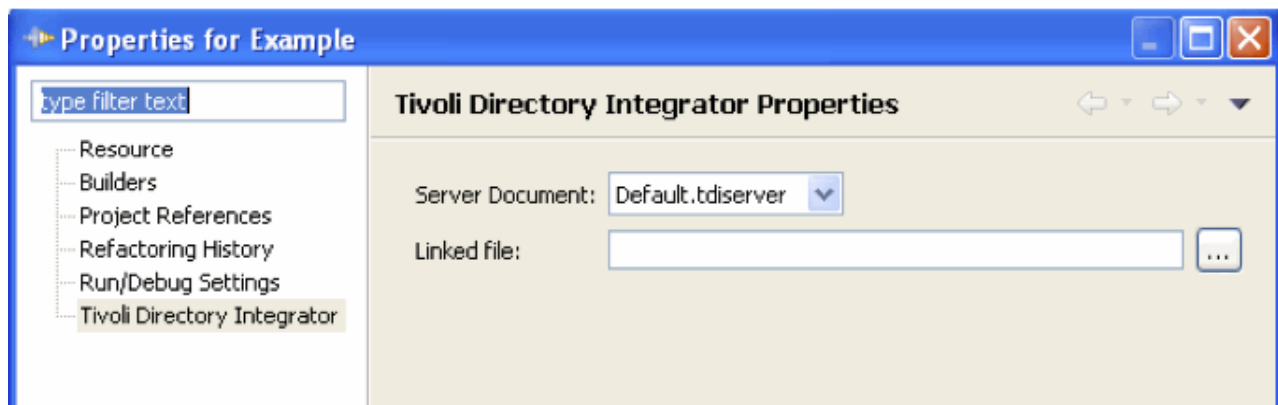 Properties for Example
type filter text
Resource
Builders
Project References
Refactoring History
Run/Debug Settings
Tivoli Directory Integrator
Tivoli Directory Integrator Properties
Server Document: Default.tdiserver
Linked file: ...